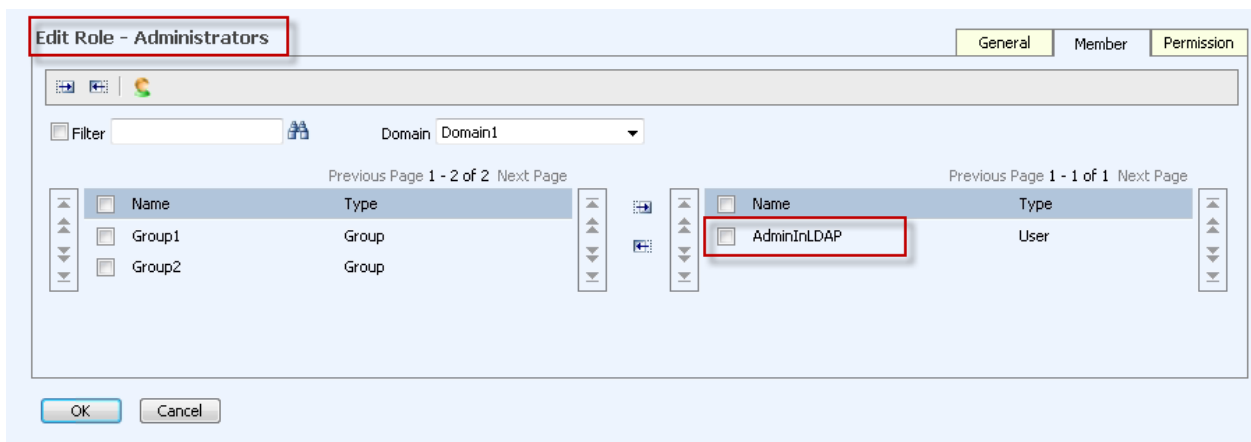 Edit Role - Administrators
General Member Permission
Filter Domain Domain1
Previous Page 1 - 2 of 2 Next Page Previous Page 1 - 1 of 1 Next Page
Name Type Name Type
Group1 Group AdminInLDAP User
Group2 Group
OK Cancel